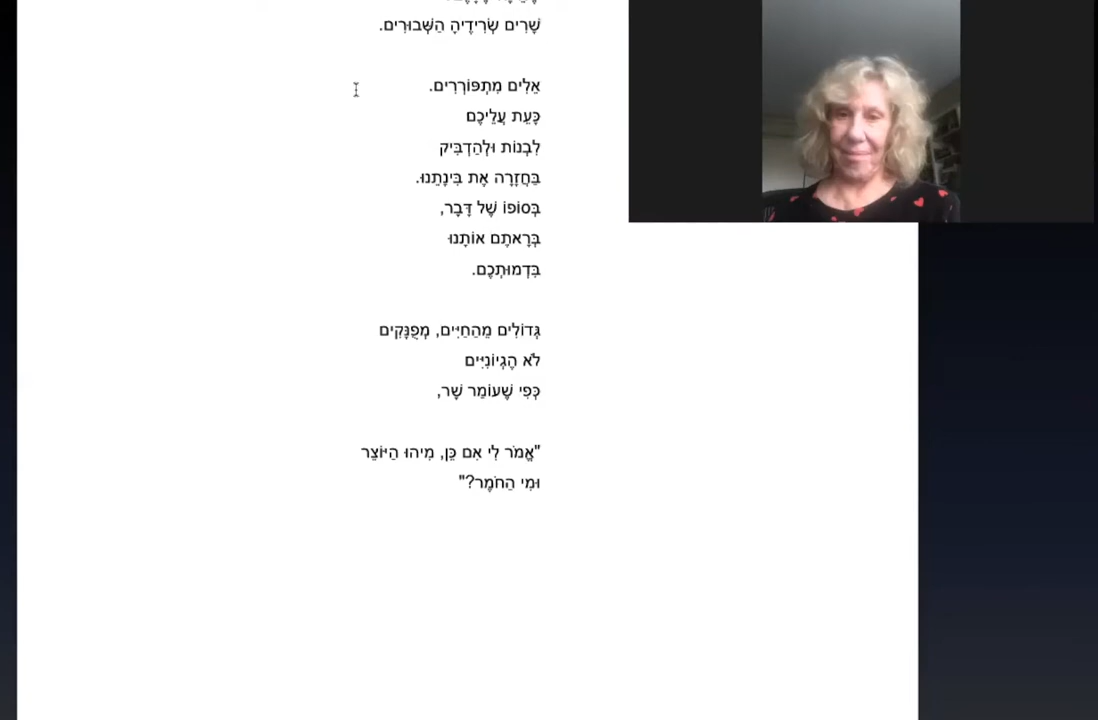 שָׁרִים שְׂרִידֶיהָ הַשְּׁבוּרִים.
אֵלִים מִתְפּוֹרְרִים.
כָּעֵת עֲלֵיכֶם
לִבְנוֹת וּלְהַדְבִּיק
בַּחֲזָרָה אֶת בִּינָתֵנוּ.
בְּסוֹפוֹ שֶׁל דָּבָר,
בְּרָאתֶם אוֹתָנוּ
בִּדְמוּתְכֶם.
גְּדוֹלִים מֵהַחַיִּים, מְפֻנָּקִים
לֹא הֶגְיוֹנִיִּים
כְּפִי שֶׁעוֹמַר שָׁר,
"אֱמֹר לִי אִם כֵּן, מִיהוּ הַיּוֹצֵר
וּמִי הַחֹמֶר?"